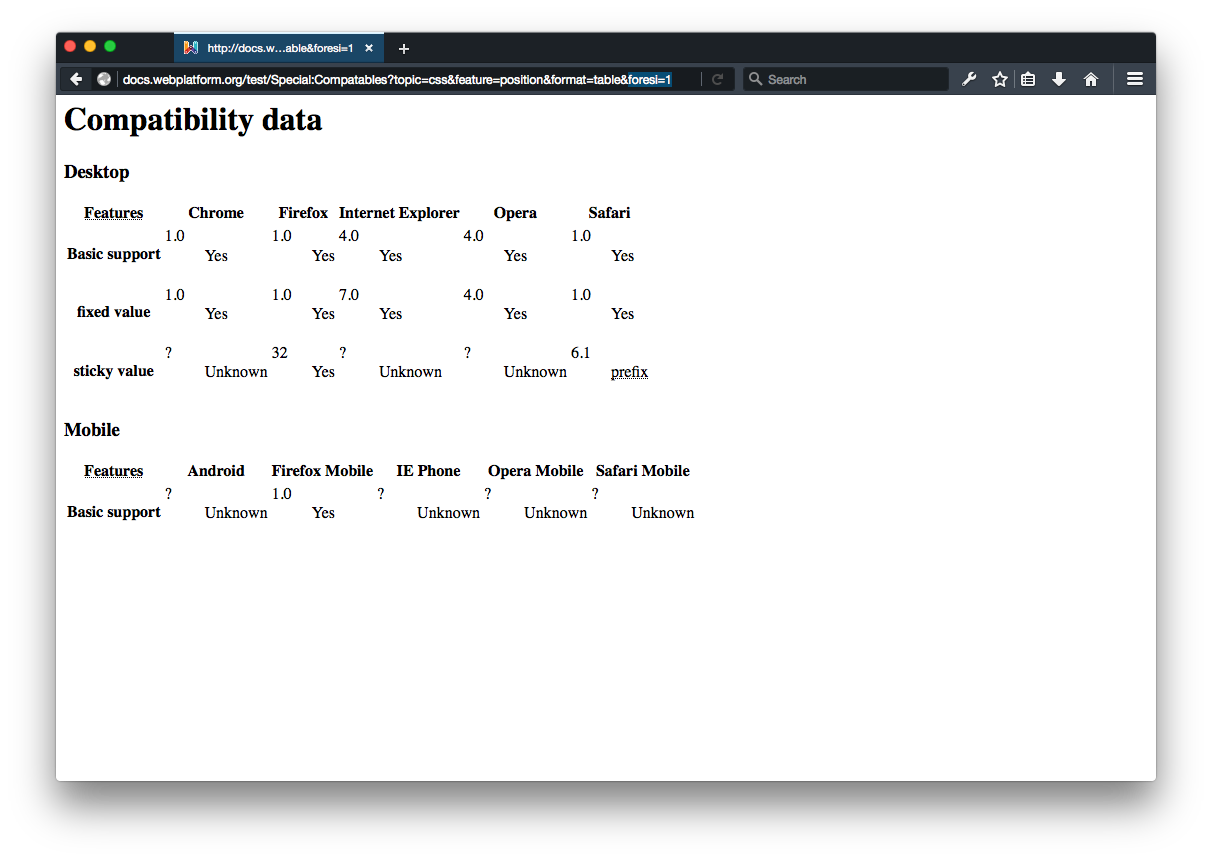 http://docs.w...able&foresi=1
docs.webplatform.org/test/Special:Compatables?topic=css&feature=position&format=table&foresi=1
Search
Compatibility data
Desktop
Features Chrome Firefox Internet Explorer Opera Safari
1.0 1.0 4.0 4.0 1.0
Basic support Yes Yes Yes Yes Yes
1.0 1.0 7.0 4.0 1.0
fixed value Yes Yes Yes Yes Yes
? 32 ? ? 6.1
sticky value Unknown Yes Unknown Unknown prefix
Mobile
Features Android Firefox Mobile IE Phone Opera Mobile Safari Mobile
? 1.0 ? ? ?
Basic support Unknown Yes Unknown Unknown Unknown